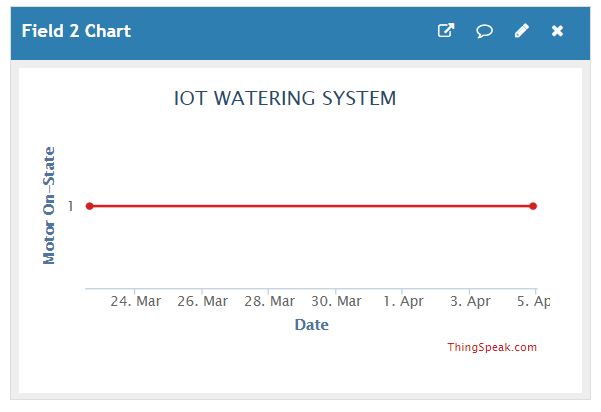 Field 2 Chart
IOT WATERING SYSTEM
Motor On-State
1
24. Mar 26. Mar 28. Mar 30. Mar 1. Apr 3. Apr 5. Ap
Date
ThingSpeak.com